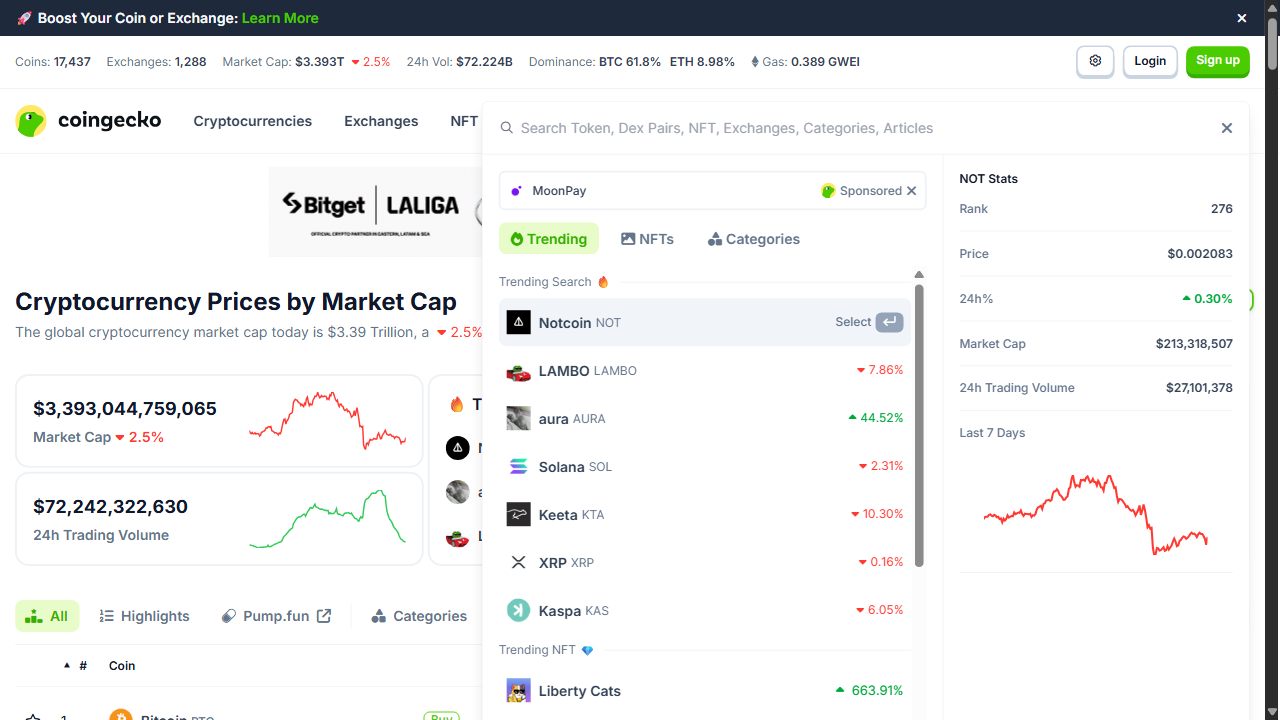 🚀 Boost Your Coin or Exchange: Learn More
Coins: 17,437 Exchanges: 1,288 Market Cap: $3.393T 2.5% 24h Vol: $72.224B Dominance: BTC 61.8% ETH 8.98% Gas: 0.389 GWEI Login Sign up
coingecko Cryptocurrencies Exchanges NFT
Search Token, Dex Pairs, NFT, Exchanges, Categories, Articles
Bitget | LALIGA
OFFICIAL CRYPTO PARTNER IN EASTERN, LATAM & SEA
MoonPay Sponsored
Trending NFTs Categories
Trending Search 🔥
Notcoin NOT Select
LAMBO LAMBO 7.86%
aura AURA 44.52%
Solana SOL 2.31%
Keeta KTA 10.30%
XRP XRP 0.16%
Kaspa KAS 6.05%
Trending NFT 💎
Liberty Cats 663.91%
NOT Stats
Rank 276
Price $0.002083
24h% 0.30%
Market Cap $213,318,507
24h Trading Volume $27,101,378
Last 7 Days
Cryptocurrency Prices by Market Cap
The global cryptocurrency market cap today is $3.39 Trillion, a 2.5%
$3,393,044,759,065
Market Cap 2.5%
$72,242,322,630
24h Trading Volume
All Highlights Pump.fun Categories
# Coin
1 Bitcoin BTC Buy